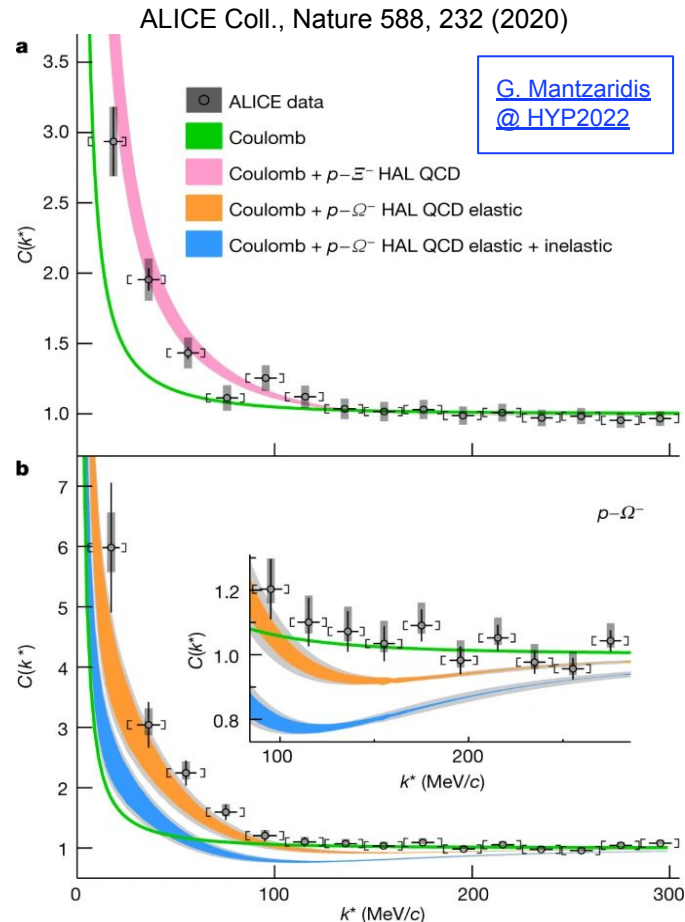 ALICE Coll., Nature 588, 232 (2020)
a
G. Mantzaridis
@ HYP2022
ALICE data
Coulomb
Coulomb + p–Ξ⁻ HAL QCD
Coulomb + p–Ω⁻ HAL QCD elastic
Coulomb + p–Ω⁻ HAL QCD elastic + inelastic
C(k*)
3.5
3.0
2.5
2.0
1.5
1.0
b
p–Ω⁻
C(k*)
7
6
5
4
3
2
1
C(k*)
1.2
1.0
0.8
100
200
k* (MeV/c)
0
100
200
300
k* (MeV/c)